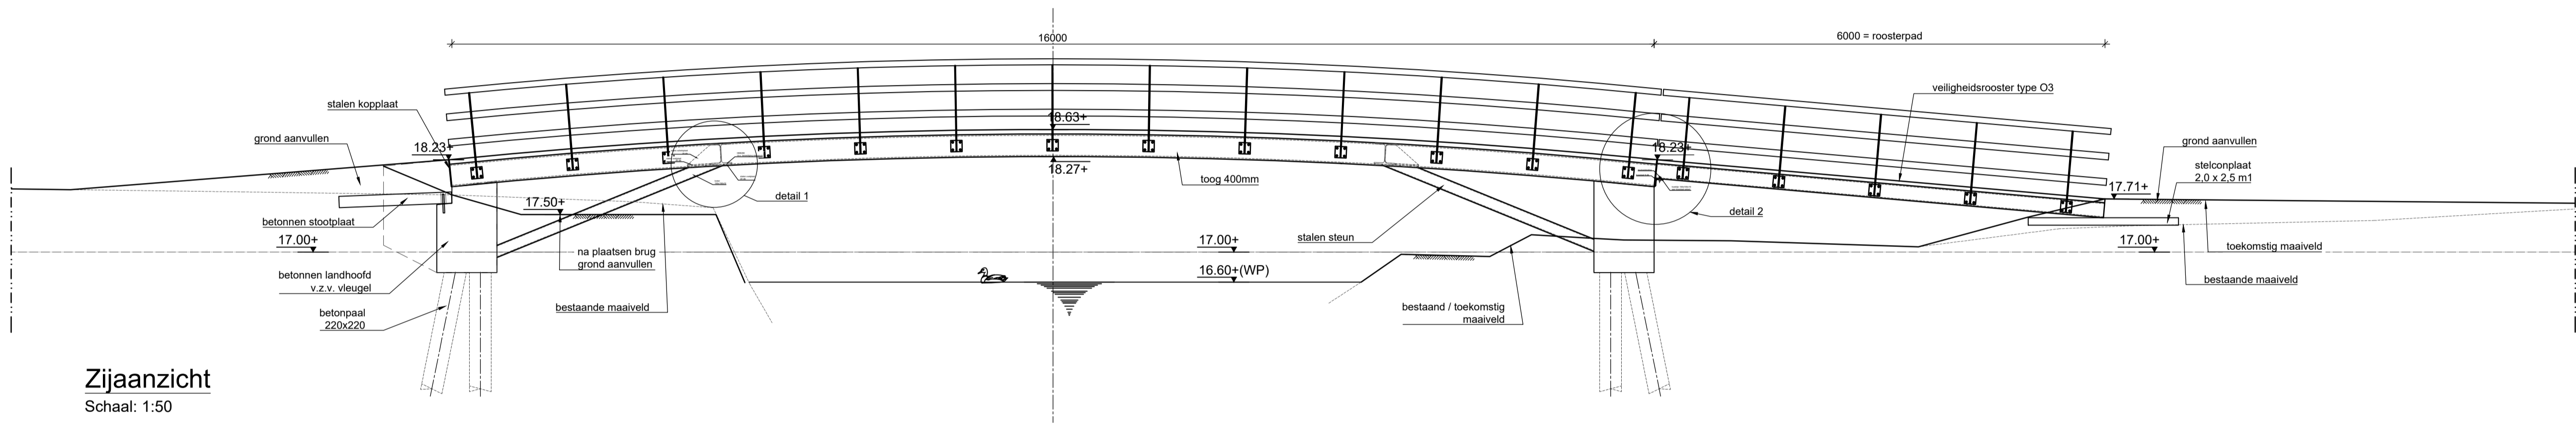 16000
6000 = roosterpad
stalen kopplaat
veiligheidsrooster type O3
18.63+
grond aanvullen
18.23+
18.23+
grond aanvullen
18.27+
toog 400mm
stelconplaat
2,0 x 2,5 m1
17.71+
detail 1
detail 2
17.50+
betonnen stootplaat
17.00+
na plaatsen brug
grond aanvullen
17.00+
stalen steun
17.00+
toekomstig maaiveld
betonnen landhoofd
v.z.v. vleugel
16.60+(WP)
bestaande maaiveld
betonpaal
220x220
bestaande maaiveld
bestaand / toekomstig
maaiveld
Zijaanzicht
Schaal: 1:50